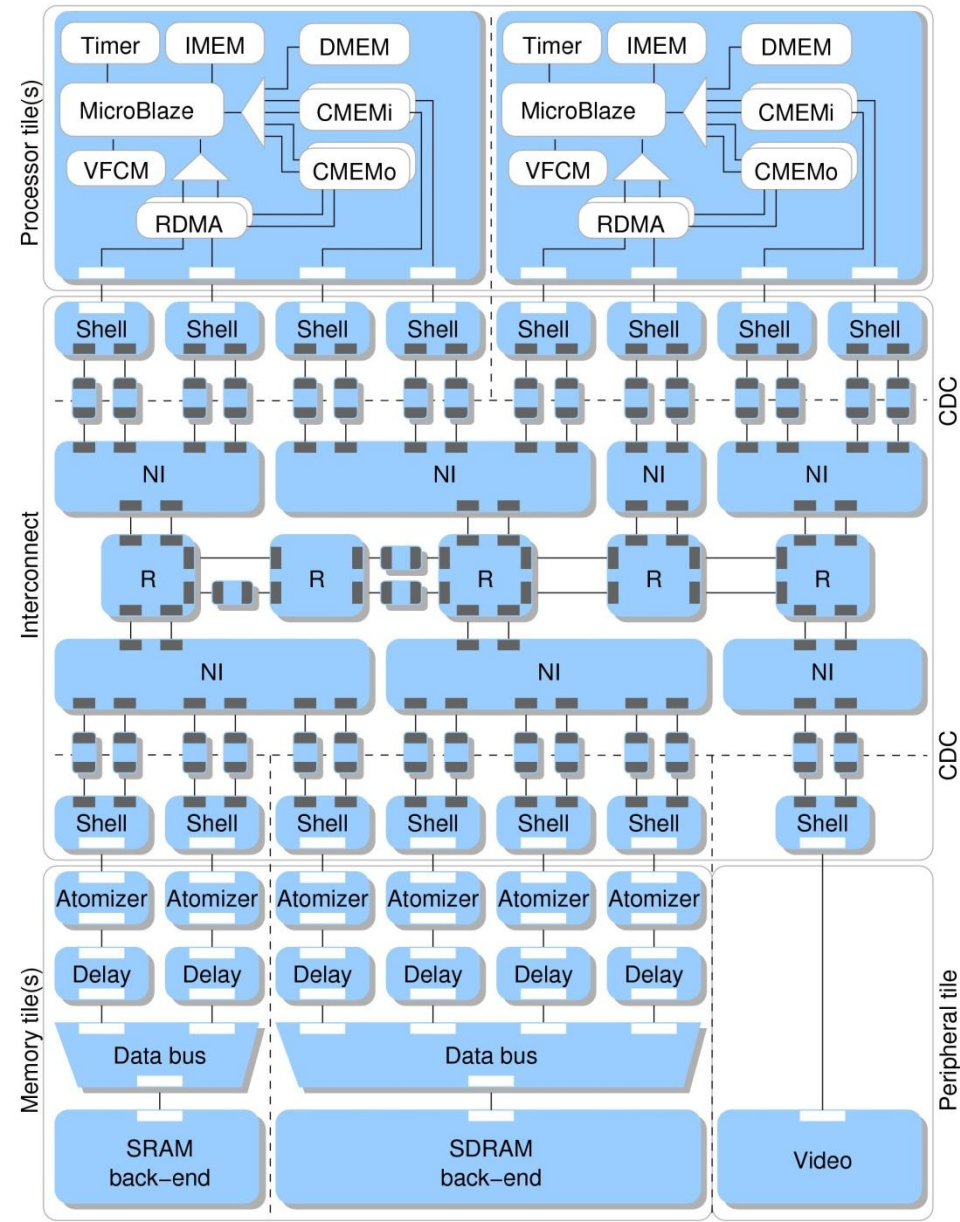 Processor tile(s)
Timer
IMEM
DMEM
MicroBlaze
CMEMi
VFCM
CMEMo
RDMA
Timer
IMEM
DMEM
MicroBlaze
CMEMi
VFCM
CMEMo
RDMA
Interconnect
Shell
Shell
Shell
Shell
Shell
Shell
Shell
Shell
CDC
NI
NI
NI
NI
R
R
R
R
R
NI
NI
NI
CDC
Shell
Shell
Shell
Shell
Shell
Shell
Shell
Memory tile(s)
Atomizer
Atomizer
Atomizer
Atomizer
Atomizer
Atomizer
Delay
Delay
Delay
Delay
Delay
Delay
Data bus
Data bus
SRAM
back−end
SDRAM
back−end
Video
Peripheral tile